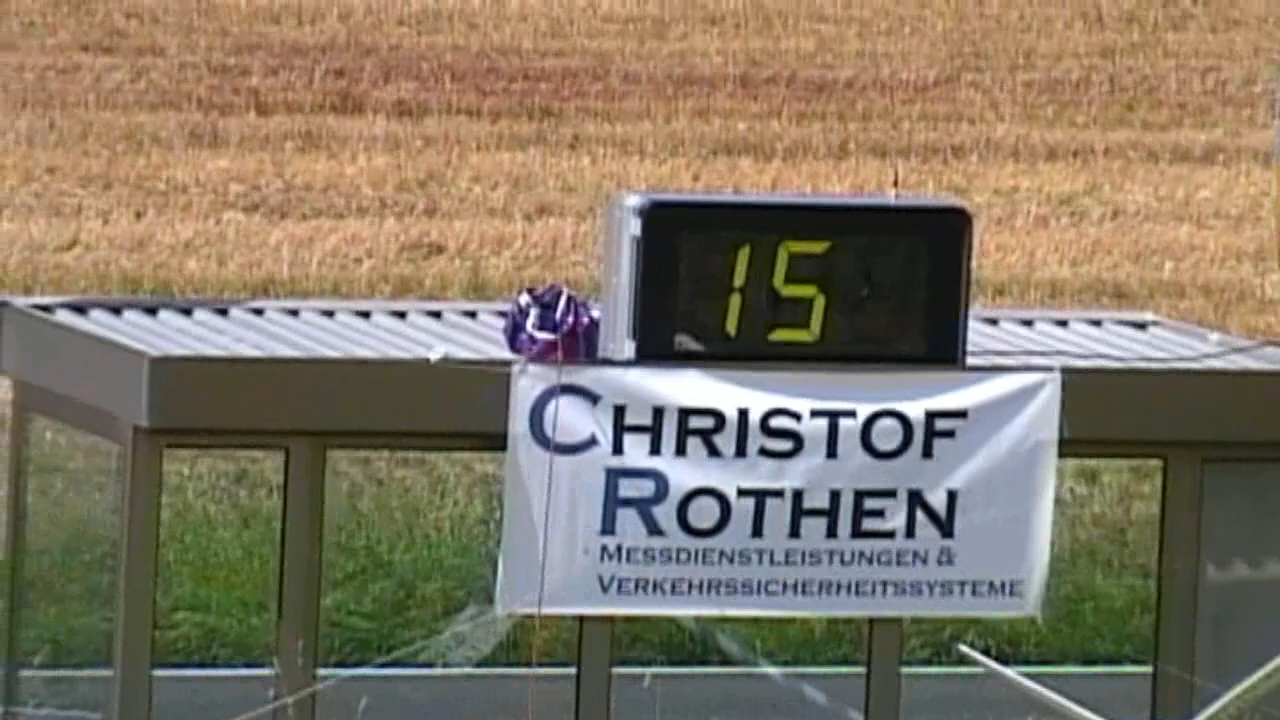 15
CHRISTOF
ROTHEN
MESSDIENSTLEISTUNGEN &
VERKEHRSSICHERHEITSSYSTEME